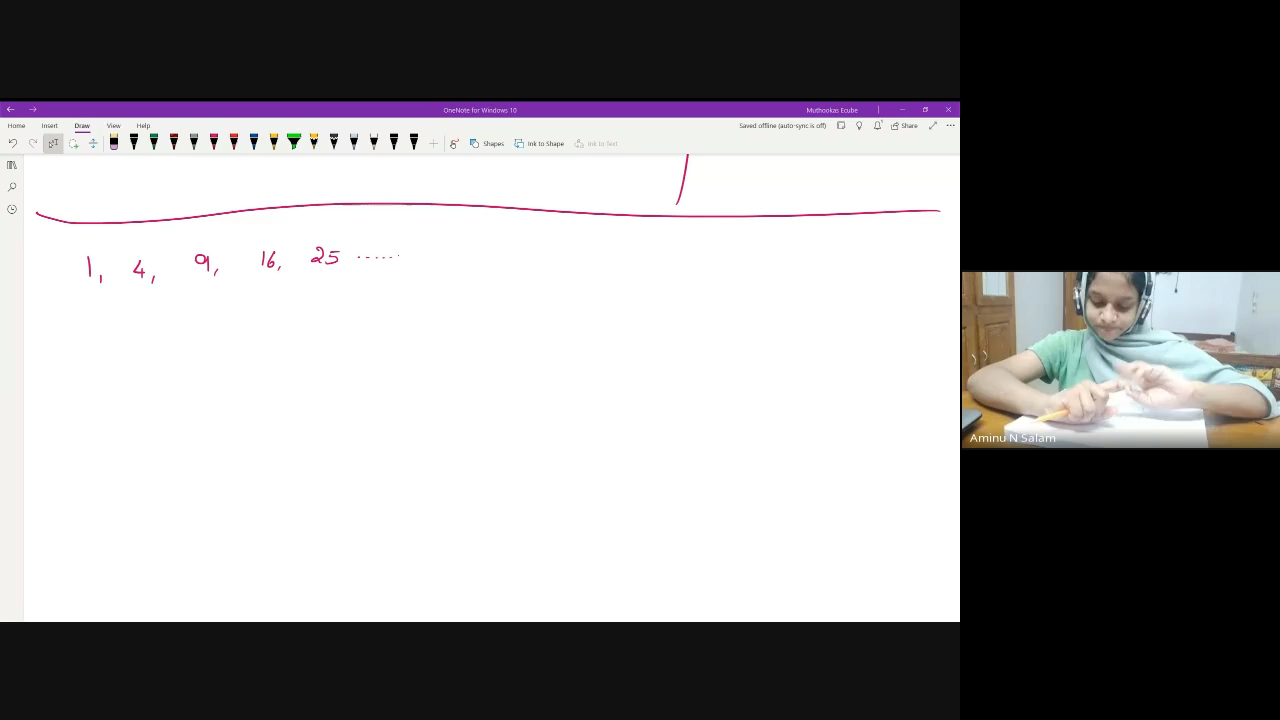 OneNote for Windows 10
Muthookas Ecube
Home Insert Draw View Help
Saved offline (auto-sync is off) Share
Shapes Ink to Shape Ink to Text
1, 4, 9, 16, 25 ......
Aminu N Salam